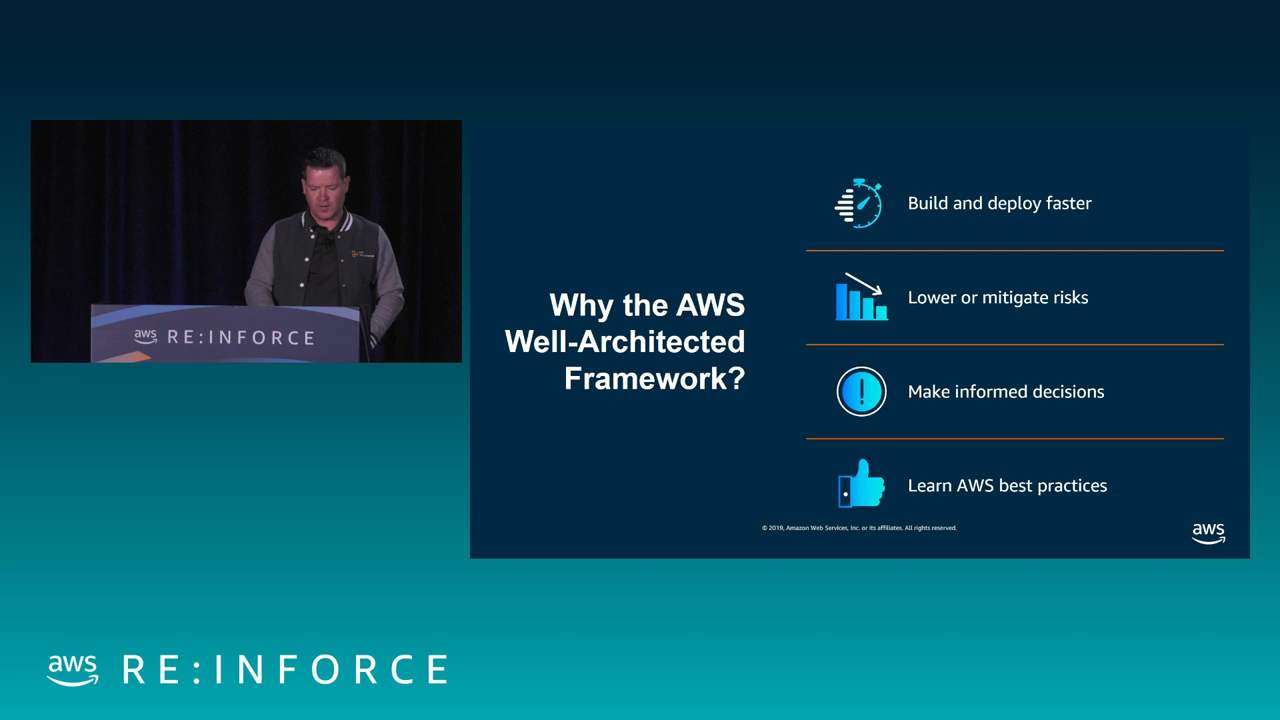 aws RE:INFORCE
Why the AWS
Well-Architected
Framework?
Build and deploy faster
Lower or mitigate risks
Make informed decisions
Learn AWS best practices
© 2019, Amazon Web Services, Inc. or its affiliates. All rights reserved.
aws
aws RE:INFORCE